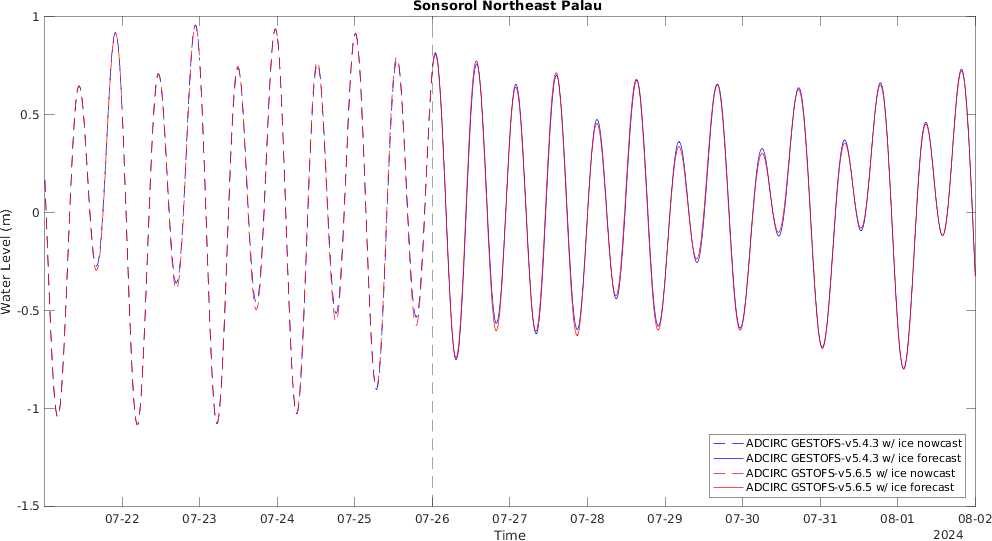 Sonsorol Northeast Palau
Water Level (m)
1
0.5
0
-0.5
-1
-1.5
07-22 07-23 07-24 07-25 07-26 07-27 07-28 07-29 07-30 07-31 08-01 08-02
Time
2024
ADCIRC GESTOFS-v5.4.3 w/ ice nowcast
ADCIRC GESTOFS-v5.4.3 w/ ice forecast
ADCIRC GSTOFS-v5.6.5 w/ ice nowcast
ADCIRC GSTOFS-v5.6.5 w/ ice forecast